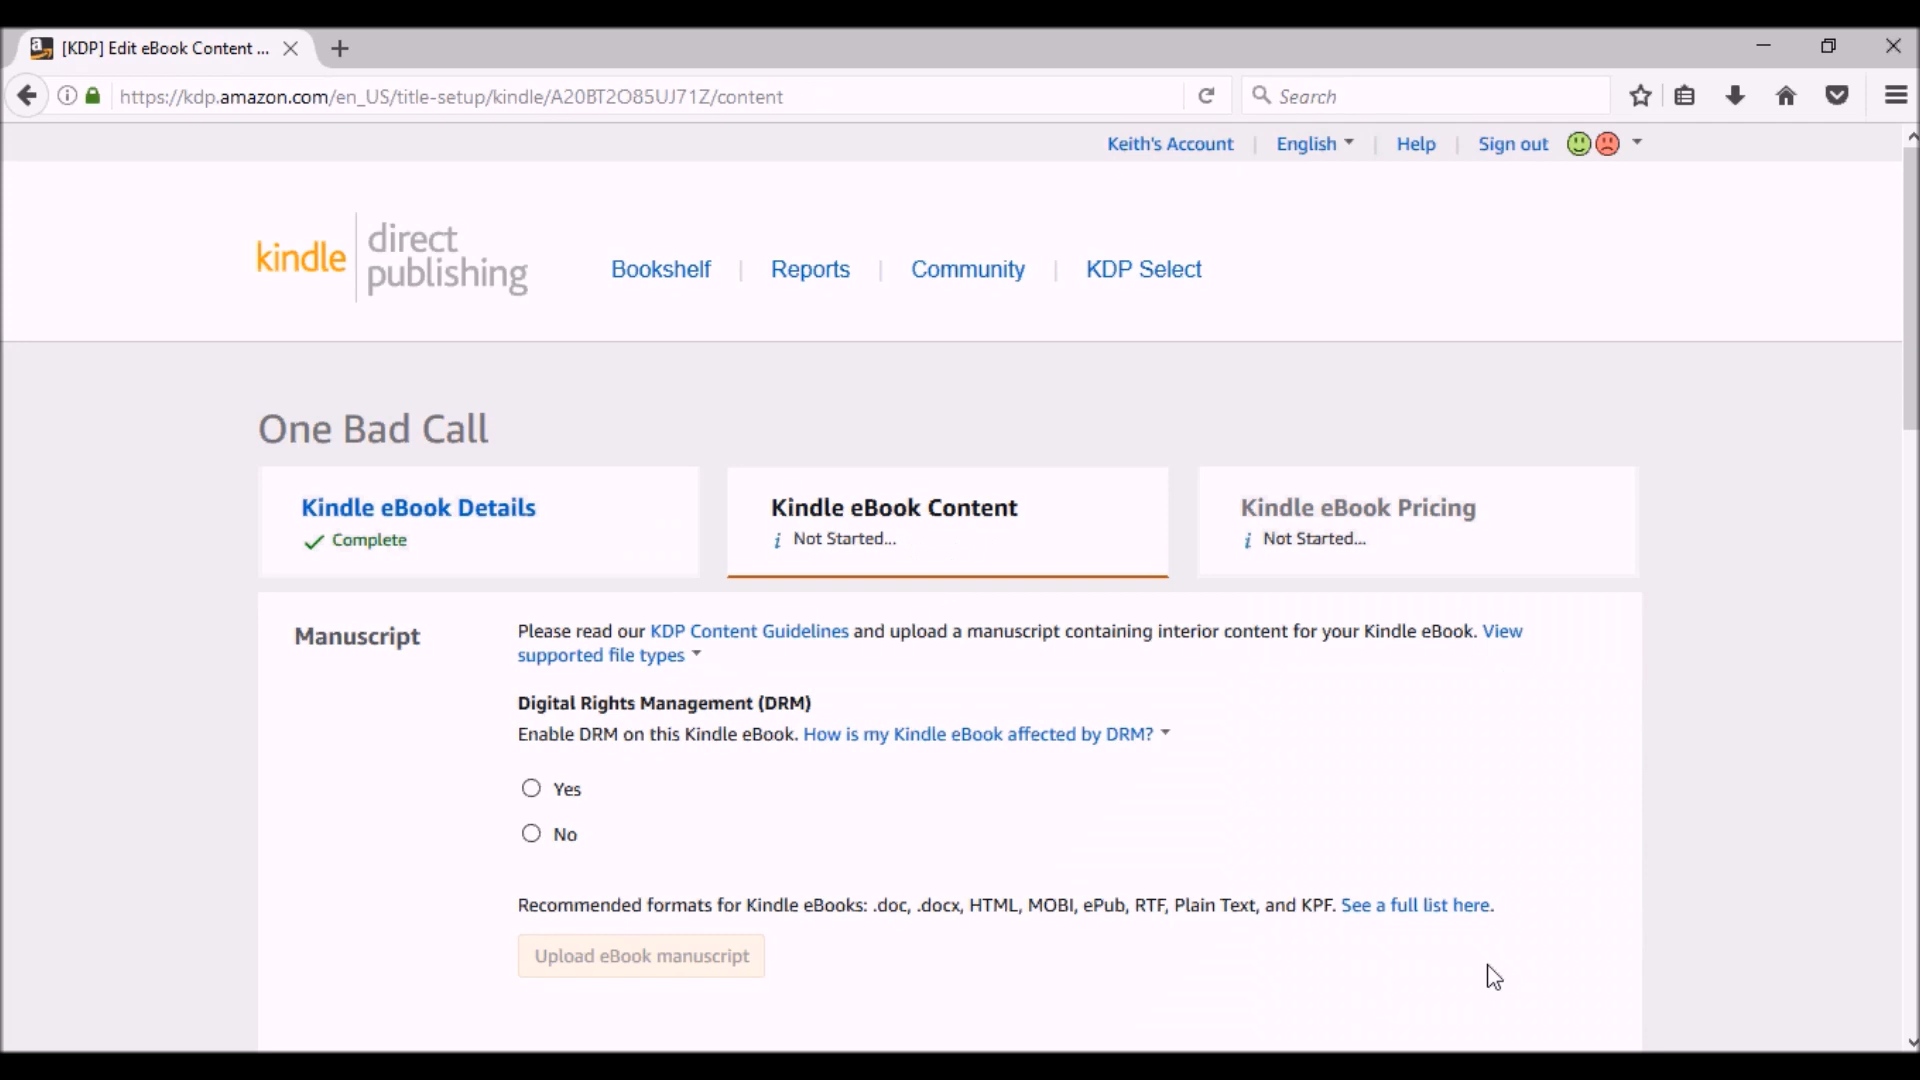 [KDP] Edit eBook Content ...
https://kdp.amazon.com/en_US/title-setup/kindle/A20BT2O85UJ71Z/content
Search
Keith's Account
English
Help
Sign out
kindle
direct
publishing
Bookshelf
Reports
Community
KDP Select
One Bad Call
Kindle eBook Details
Complete
Kindle eBook Content
Not Started...
Kindle eBook Pricing
Not Started...
Manuscript
Please read our KDP Content Guidelines and upload a manuscript containing interior content for your Kindle eBook. View
supported file types
Digital Rights Management (DRM)
Enable DRM on this Kindle eBook. How is my Kindle eBook affected by DRM?
Yes
No
Recommended formats for Kindle eBooks: .doc, .docx, HTML, MOBI, ePub, RTF, Plain Text, and KPF. See a full list here.
Upload eBook manuscript